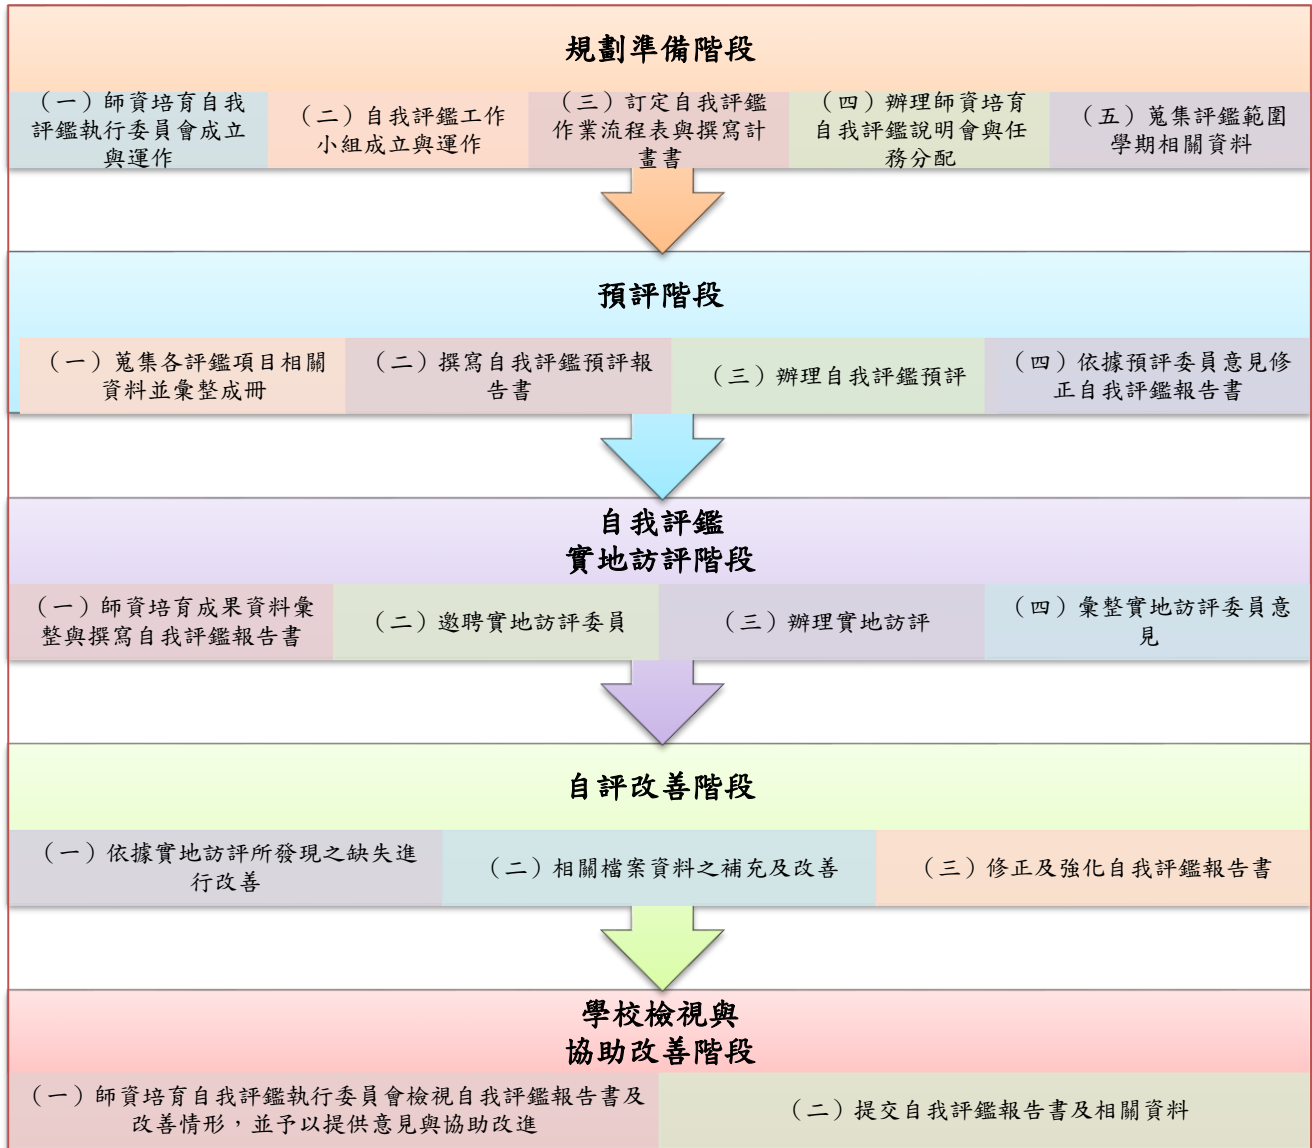 規劃準備階段
（一）師資培育自我
評鑑執行委員會成立
與運作
（二）自我評鑑工作
小組成立與運作
（三）訂定自我評鑑
作業流程表與撰寫計
畫書
（四）辦理師資培育
自我評鑑說明會與任
務分配
（五）蒐集評鑑範圍
學期相關資料
預評階段
（一）蒐集各評鑑項目相關
資料並彙整成冊
（二）撰寫自我評鑑預評報
告書
（三）辦理自我評鑑預評
（四）依據預評委員意見修
正自我評鑑報告書
自我評鑑
實地訪評階段
（一）師資培育成果資料彙
整與撰寫自我評鑑報告書
（二）邀聘實地訪評委員
（三）辦理實地訪評
（四）彙整實地訪評委員意
見
自評改善階段
（一）依據實地訪評所發現之缺失進
行改善
（二）相關檔案資料之補充及改善
（三）修正及強化自我評鑑報告書
學校檢視與
協助改善階段
（一）師資培育自我評鑑執行委員會檢視自我評鑑報告書及
改善情形，並予以提供意見與協助改進
（二）提交自我評鑑報告書及相關資料